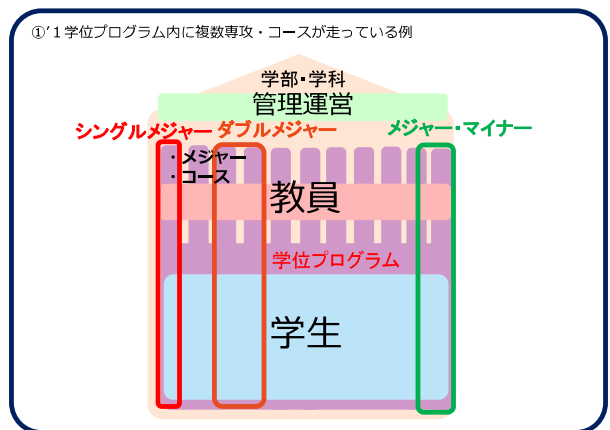 ①’１学位プログラム内に複数専攻・コースが走っている例
学部・学科
管理運営
シングルメジャー ダブルメジャー メジャー・マイナー
・メジャー
・コース
教員
学位プログラム
学生